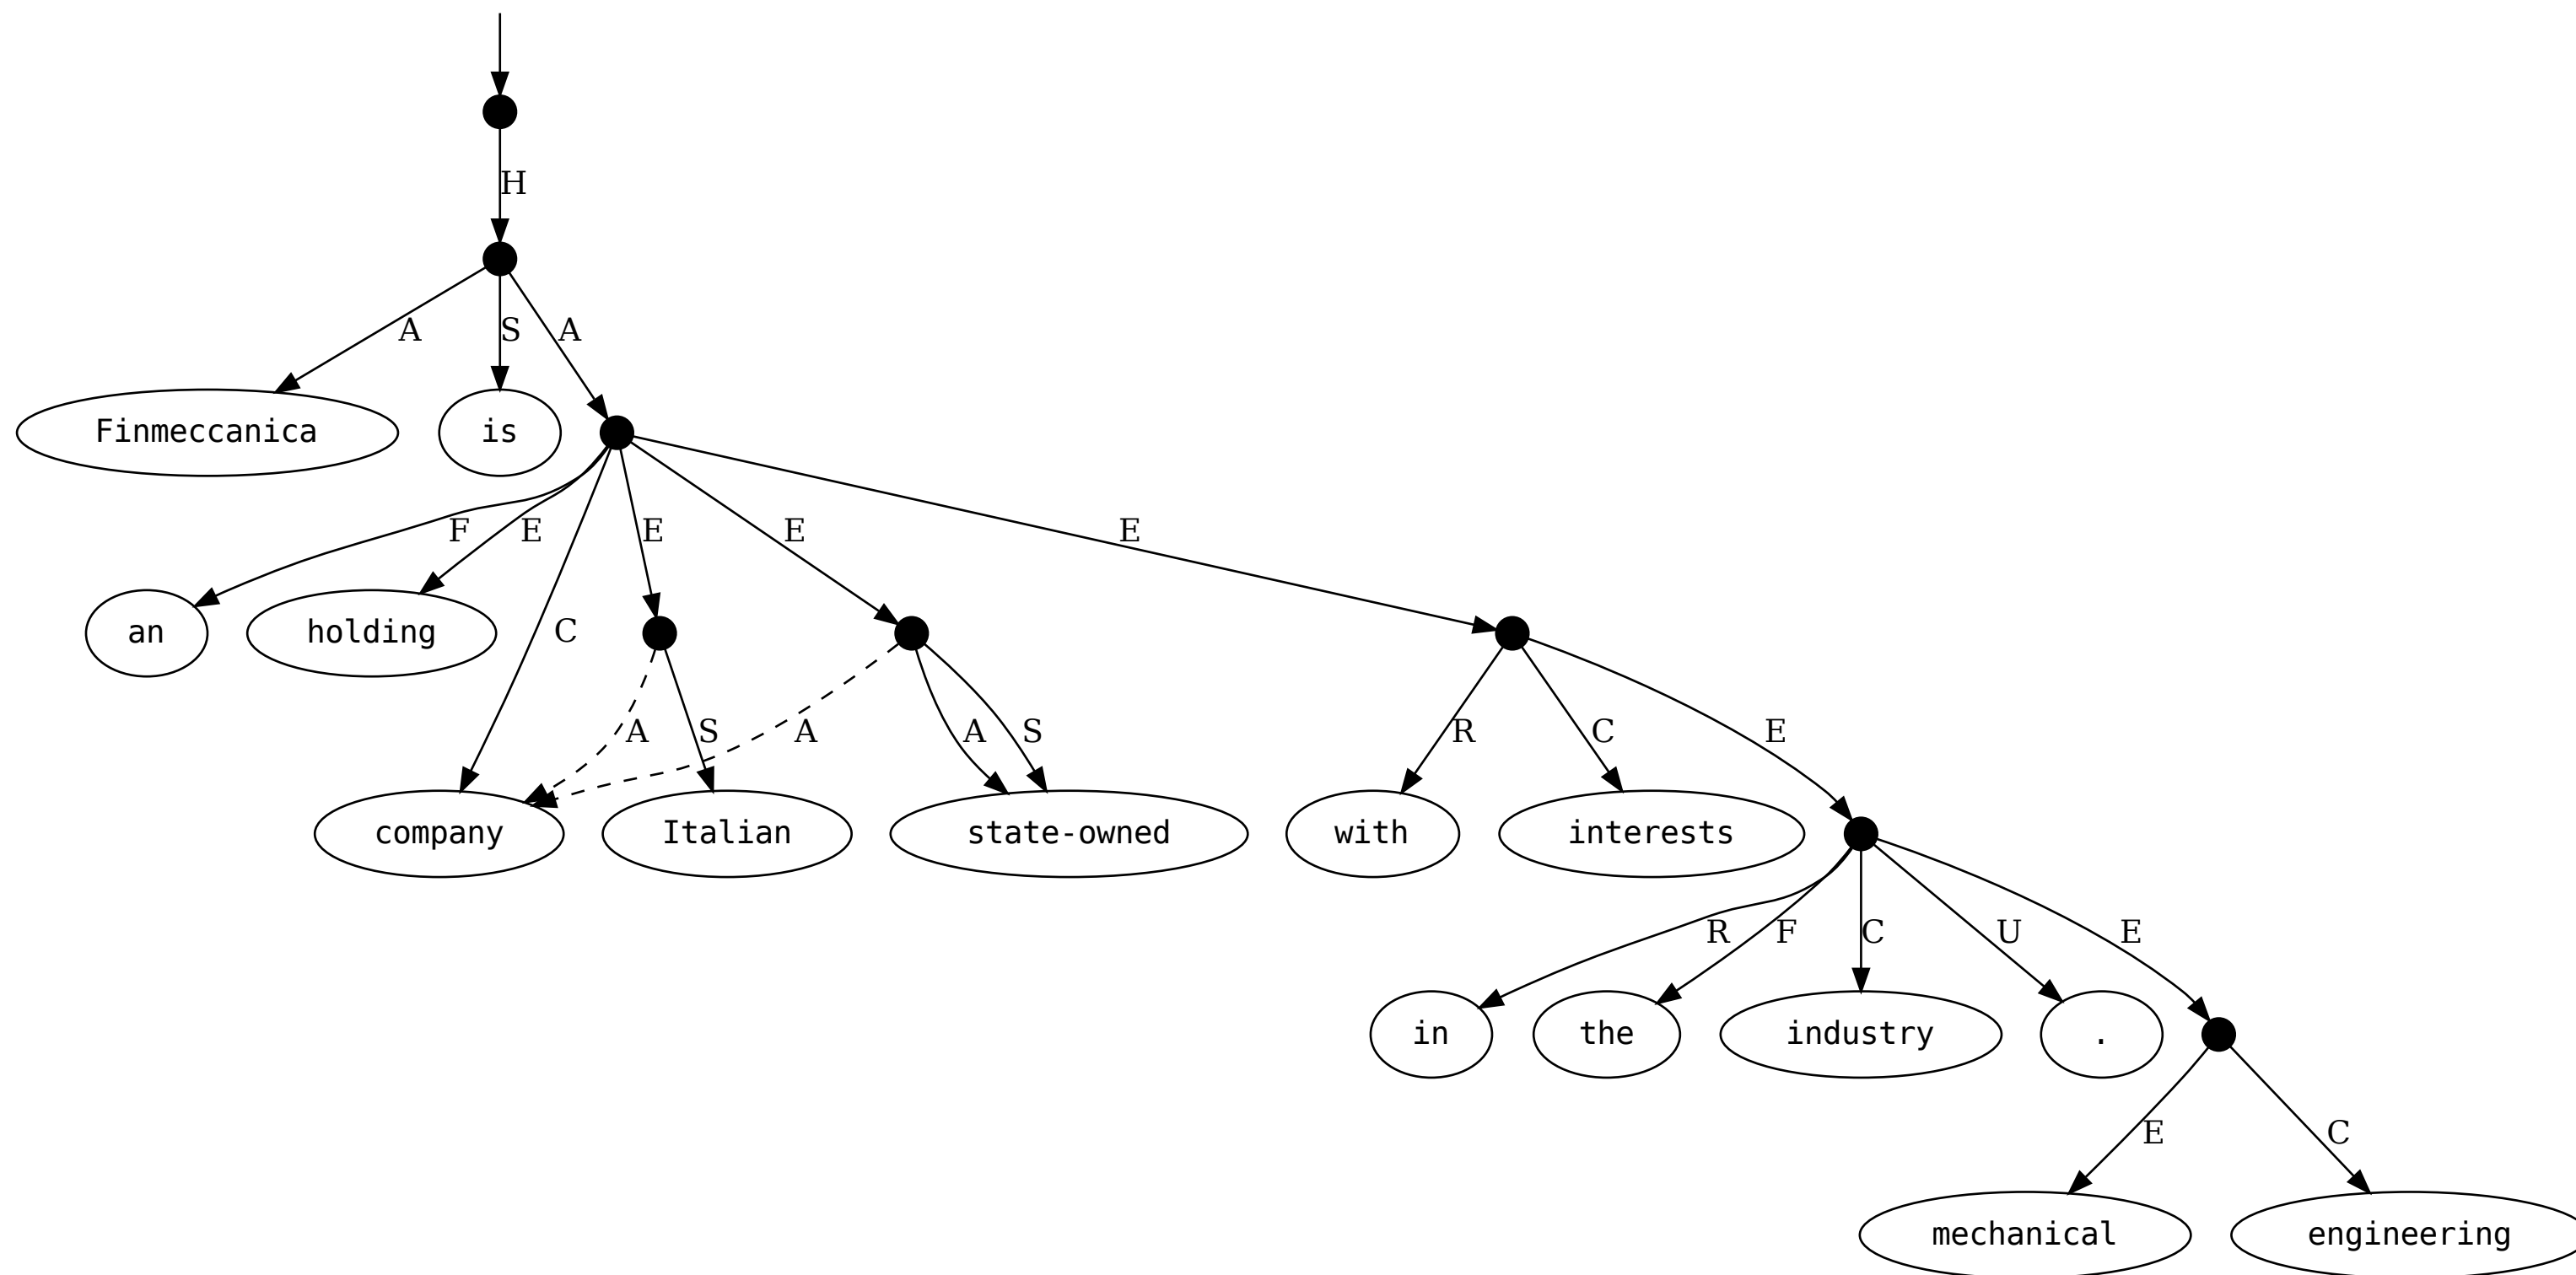 H
A S A
Finmeccanica is
F E E E E
an holding C
A S A A S R C E
company Italian state-owned with interests
R F C U E
in the industry .
E C
mechanical engineering